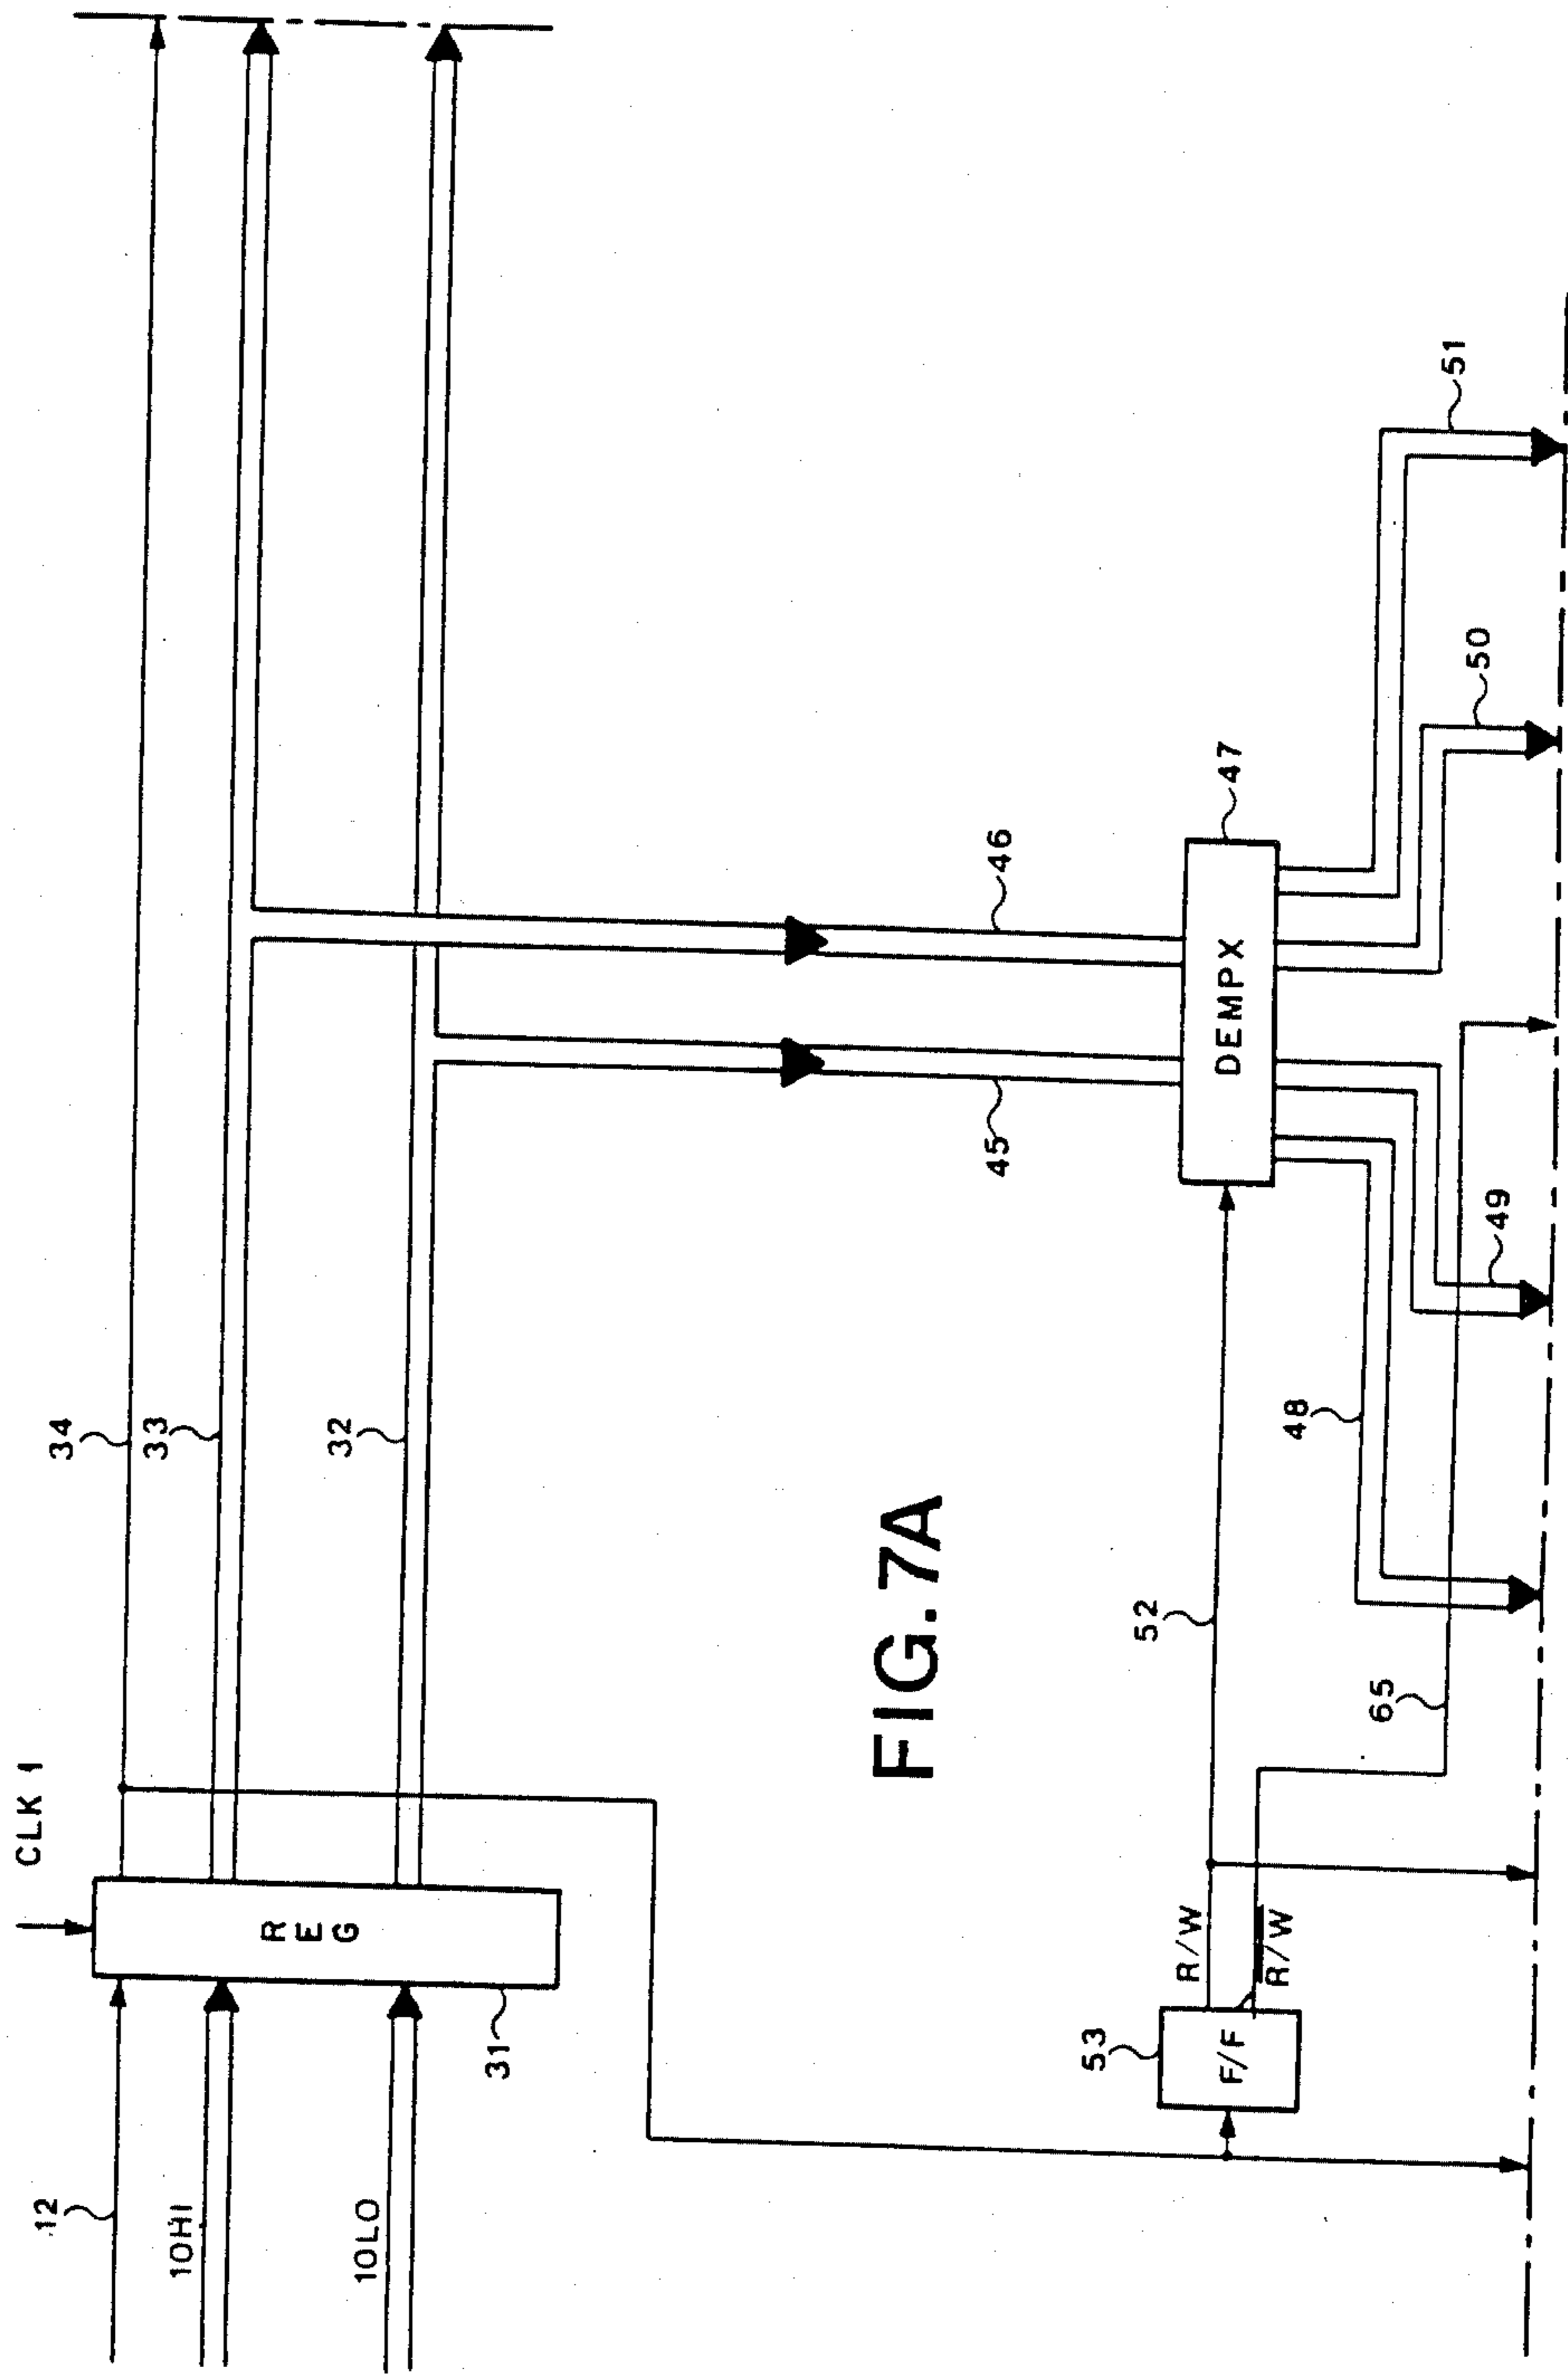 12
10HI
10LO
CLK 1
REG
31
34
33
32
46
45
DEMPX
47
53
F/F
R/W
R/W
52
65
48
49
50
51
FIG. 7A